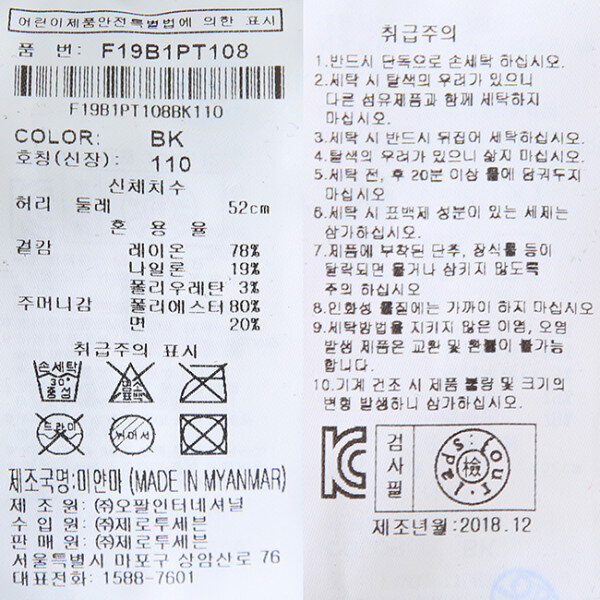 어린이제품안전특별법에 의한 표시
품 번: F19B1PT108
F19B1PT108BK110
COLOR: BK
호칭(신장): 110
신체치수
허리 둘레 52cm
혼 용 율
겉감 레이온 78%
나일론 19%
폴리우레탄 3%
주머니감 폴리에스터 80%
면 20%
취급주의 표시
손세탁
30°
중성
염소
표백
드라이
제조국명:미얀마 (MADE IN MYANMAR)
제 조 원: (주)오팔인터네셔널
수 입 원: (주)제로투세븐
판 매 원: (주)제로투세븐
서울특별시 마포구 상암산로 76
대표전화: 1588-7601
취급주의
1.반드시 단독으로 손세탁 하십시오.
2.세탁 시 탈색의 우려가 있으니
다른 섬유제품과 함께 세탁하지
마십시오.
3.세탁 시 반드시 뒤집어 세탁하십시오.
4.탈색의 우려가 있으니 삶지 마십시오.
5.세탁 전, 후 20분 이상 물에 담궈두지
마십시오
6.세탁 시 표백제 성분이 있는 세제는
삼가하십시오.
7.제품에 부착된 단추, 장식물 등이
탈락되면 물거나 삼키지 않도록
주의 하십시오
8.인화성 물질에는 가까이 하지 마십시오
9.세탁방법을 지키지 않은 이염, 오염
발생 제품은 교환 및 환불이 불가능
합니다.
10.기계 건조 시 제품 불량 및 크기의
변형 발생하니 삼가하십시오.
KC
검사필
檢
제조년월:2018.12